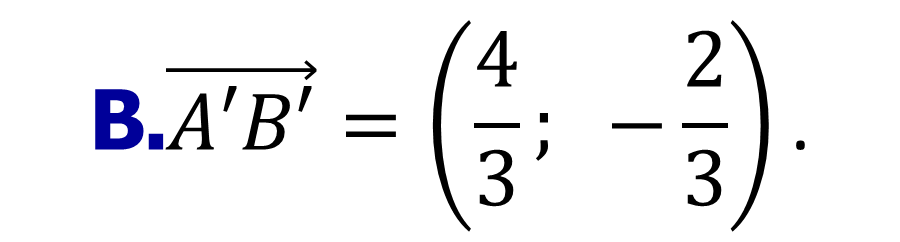 B. $\overrightarrow{A'B'} = \left( \frac{4}{3}; -\frac{2}{3} \right).$